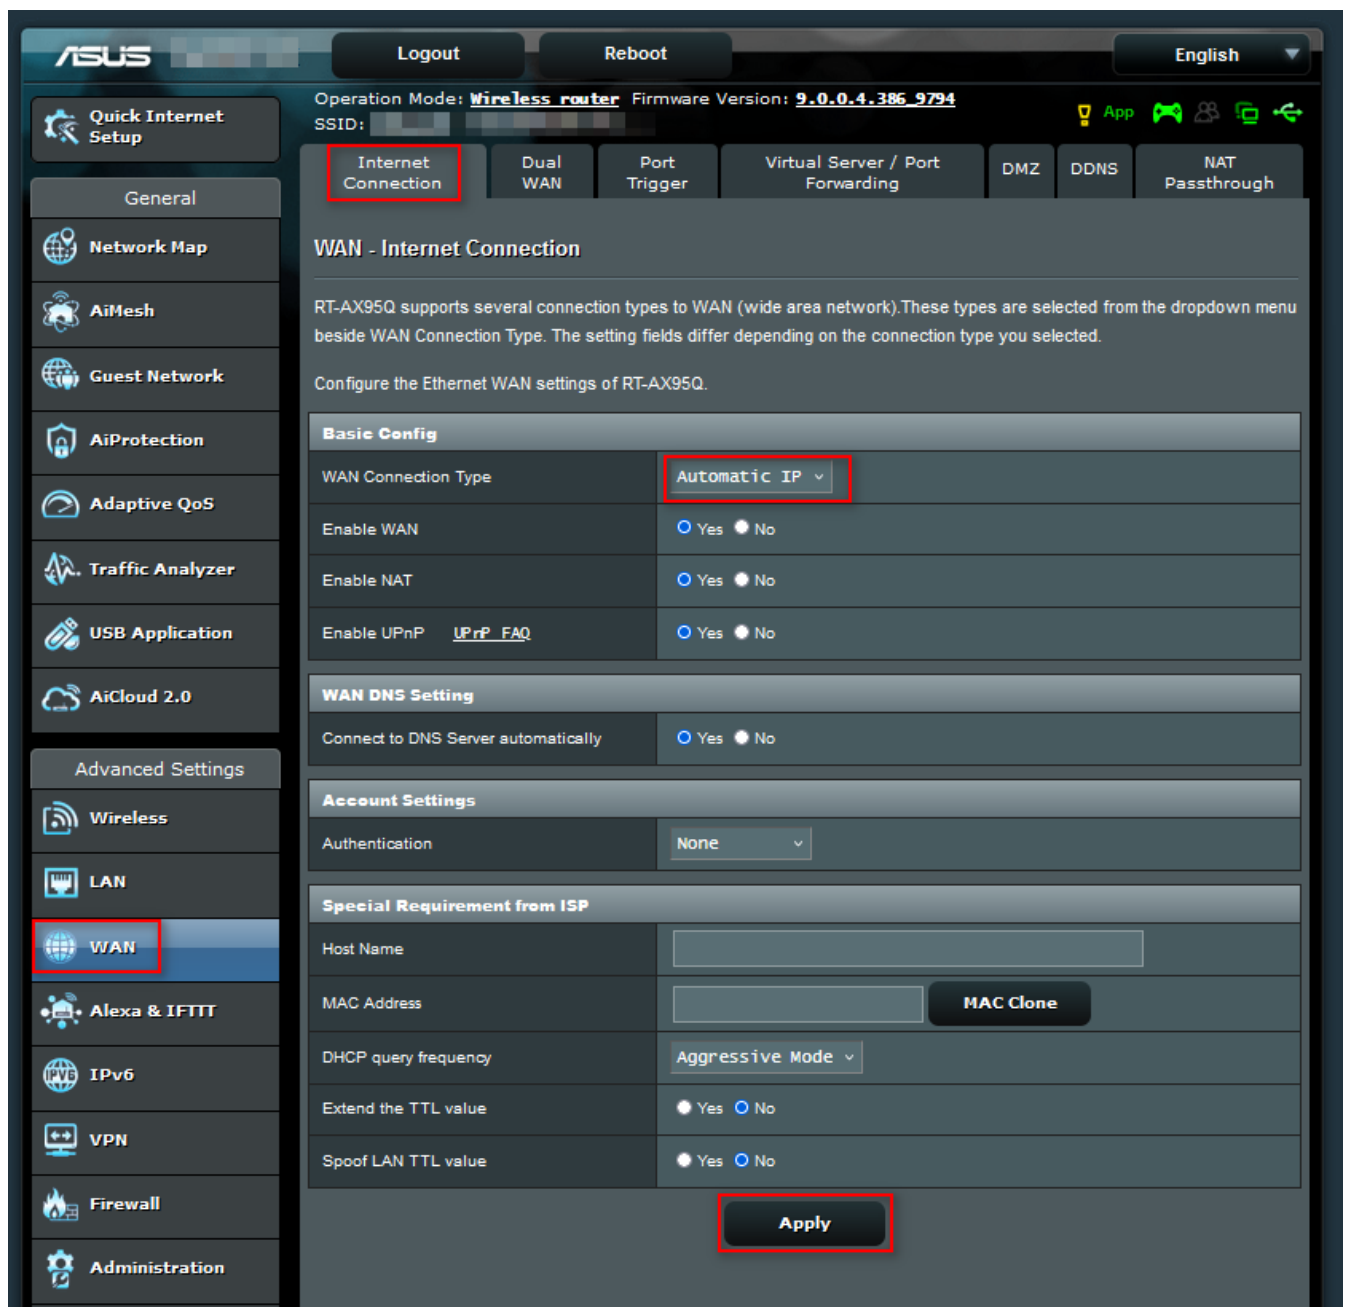 ASUS
Logout
Reboot
English
Quick Internet
Setup
Operation Mode: Wireless router Firmware Version: 9.0.0.4.386_9794
SSID:
App
Internet
Connection
Dual
WAN
Port
Trigger
Virtual Server / Port
Forwarding
DMZ
DDNS
NAT
Passthrough
General
Network Map
AiMesh
Guest Network
AiProtection
Adaptive QoS
Traffic Analyzer
USB Application
AiCloud 2.0
Advanced Settings
Wireless
LAN
WAN
Alexa & IFTTT
IPv6
VPN
Firewall
Administration
WAN - Internet Connection
RT-AX95Q supports several connection types to WAN (wide area network).These types are selected from the dropdown menu
beside WAN Connection Type. The setting fields differ depending on the connection type you selected.
Configure the Ethernet WAN settings of RT-AX95Q.
Basic Config
WAN Connection Type Automatic IP
Enable WAN Yes No
Enable NAT Yes No
Enable UPnP UPnP FAQ Yes No
WAN DNS Setting
Connect to DNS Server automatically Yes No
Account Settings
Authentication None
Special Requirement from ISP
Host Name
MAC Address MAC Clone
DHCP query frequency Aggressive Mode
Extend the TTL value Yes No
Spoof LAN TTL value Yes No
Apply